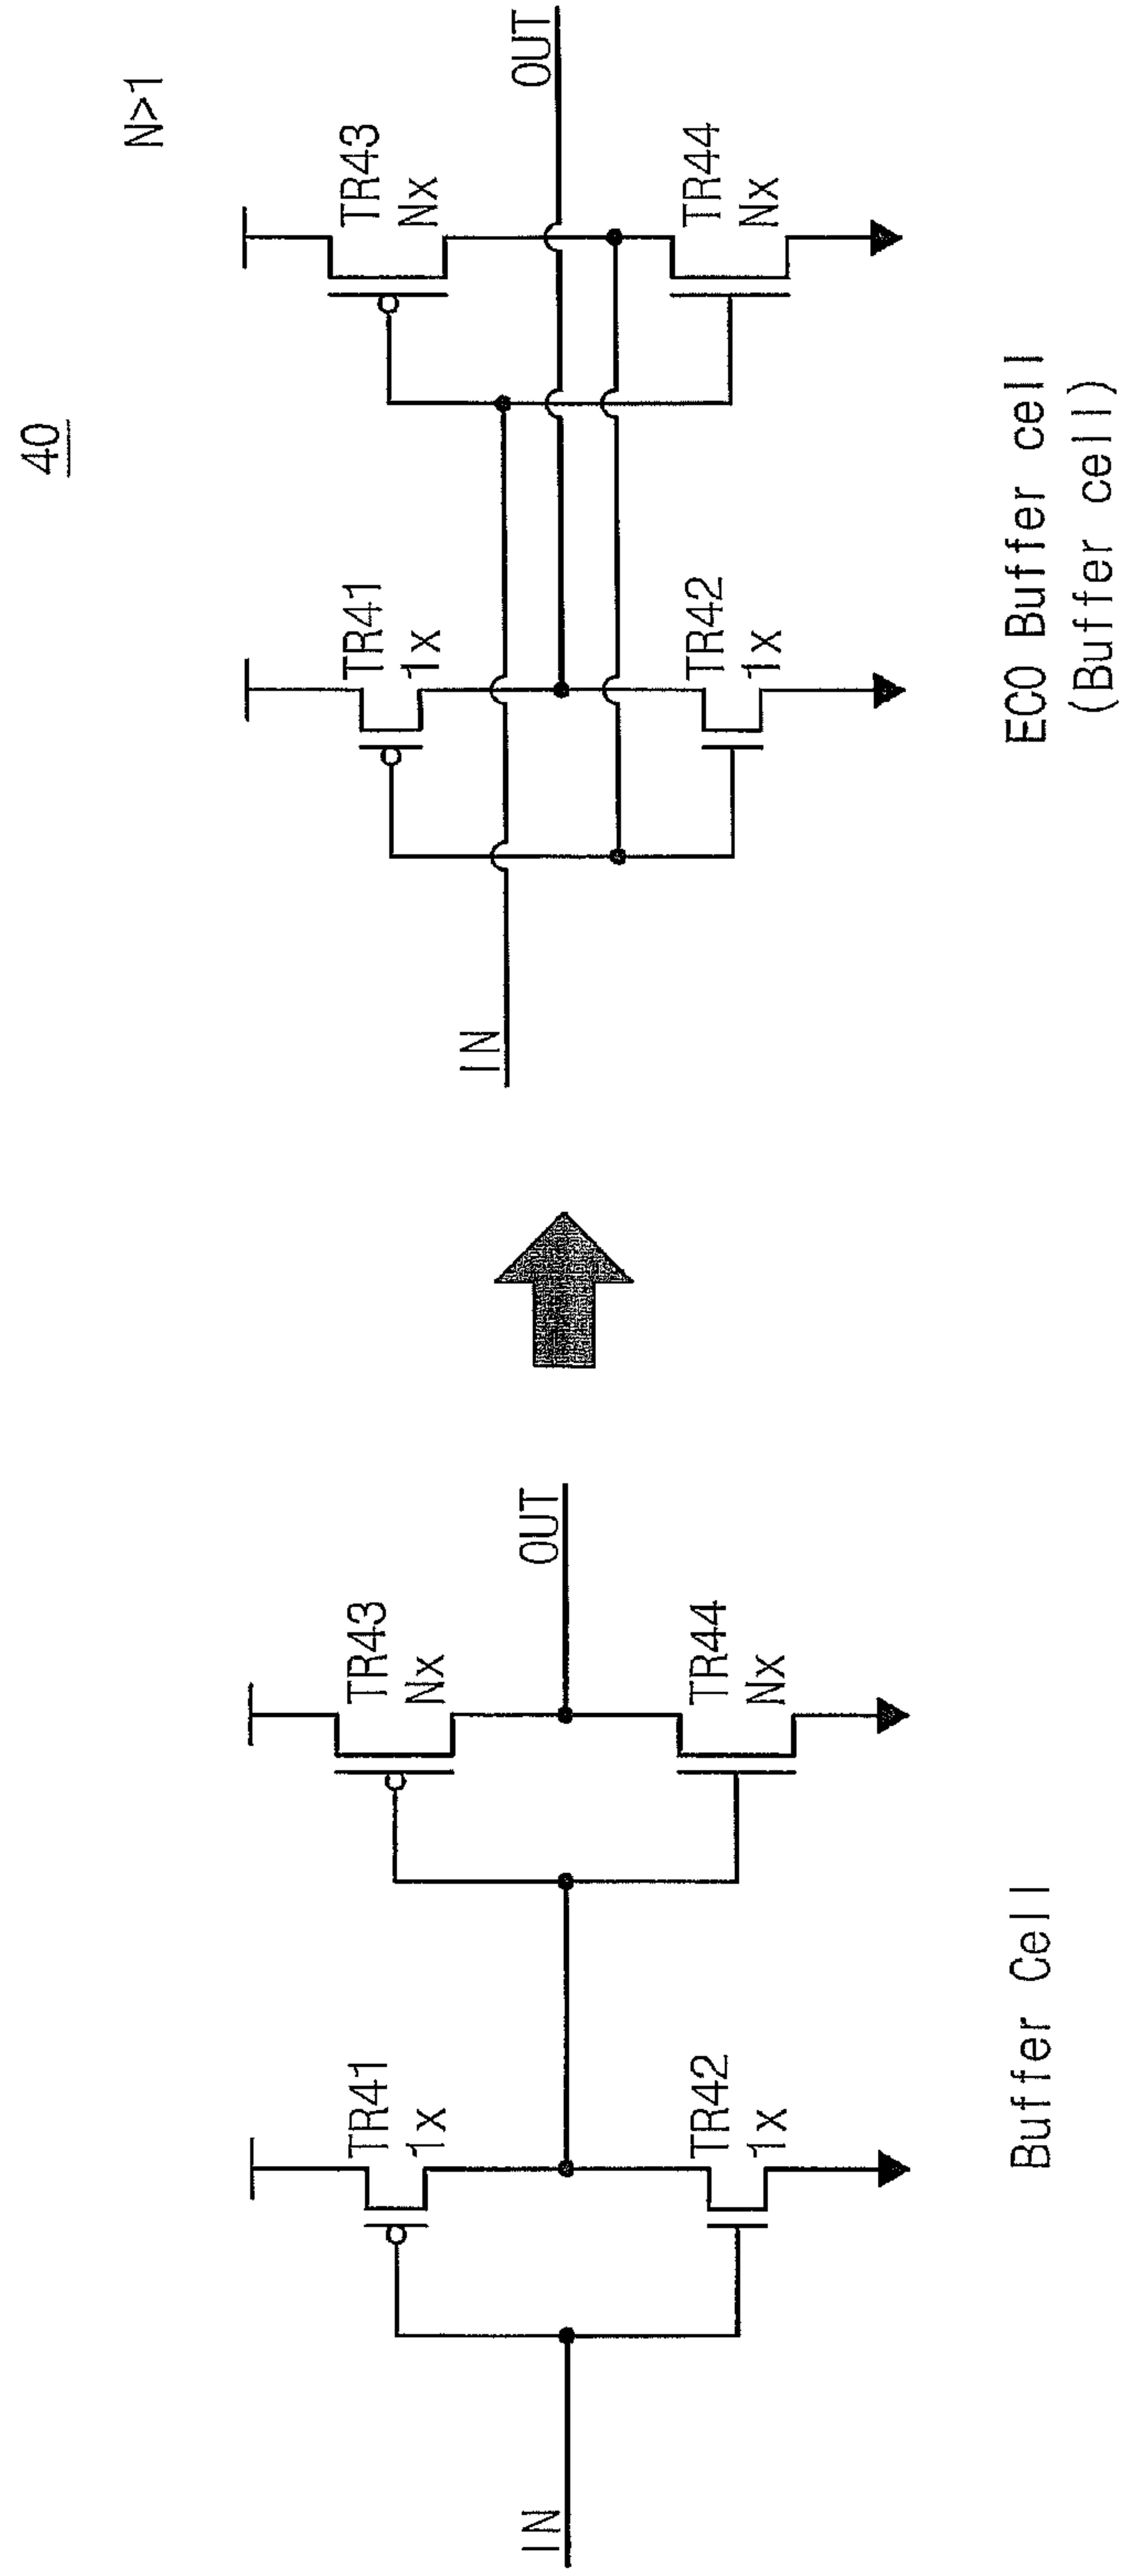 40
N>1
IN
TR41
1x
TR42
1x
TR43
Nx
TR44
Nx
OUT
Buffer Cell
IN
TR41
1x
TR42
1x
TR43
Nx
TR44
Nx
OUT
ECO Buffer cell
(Buffer cell)